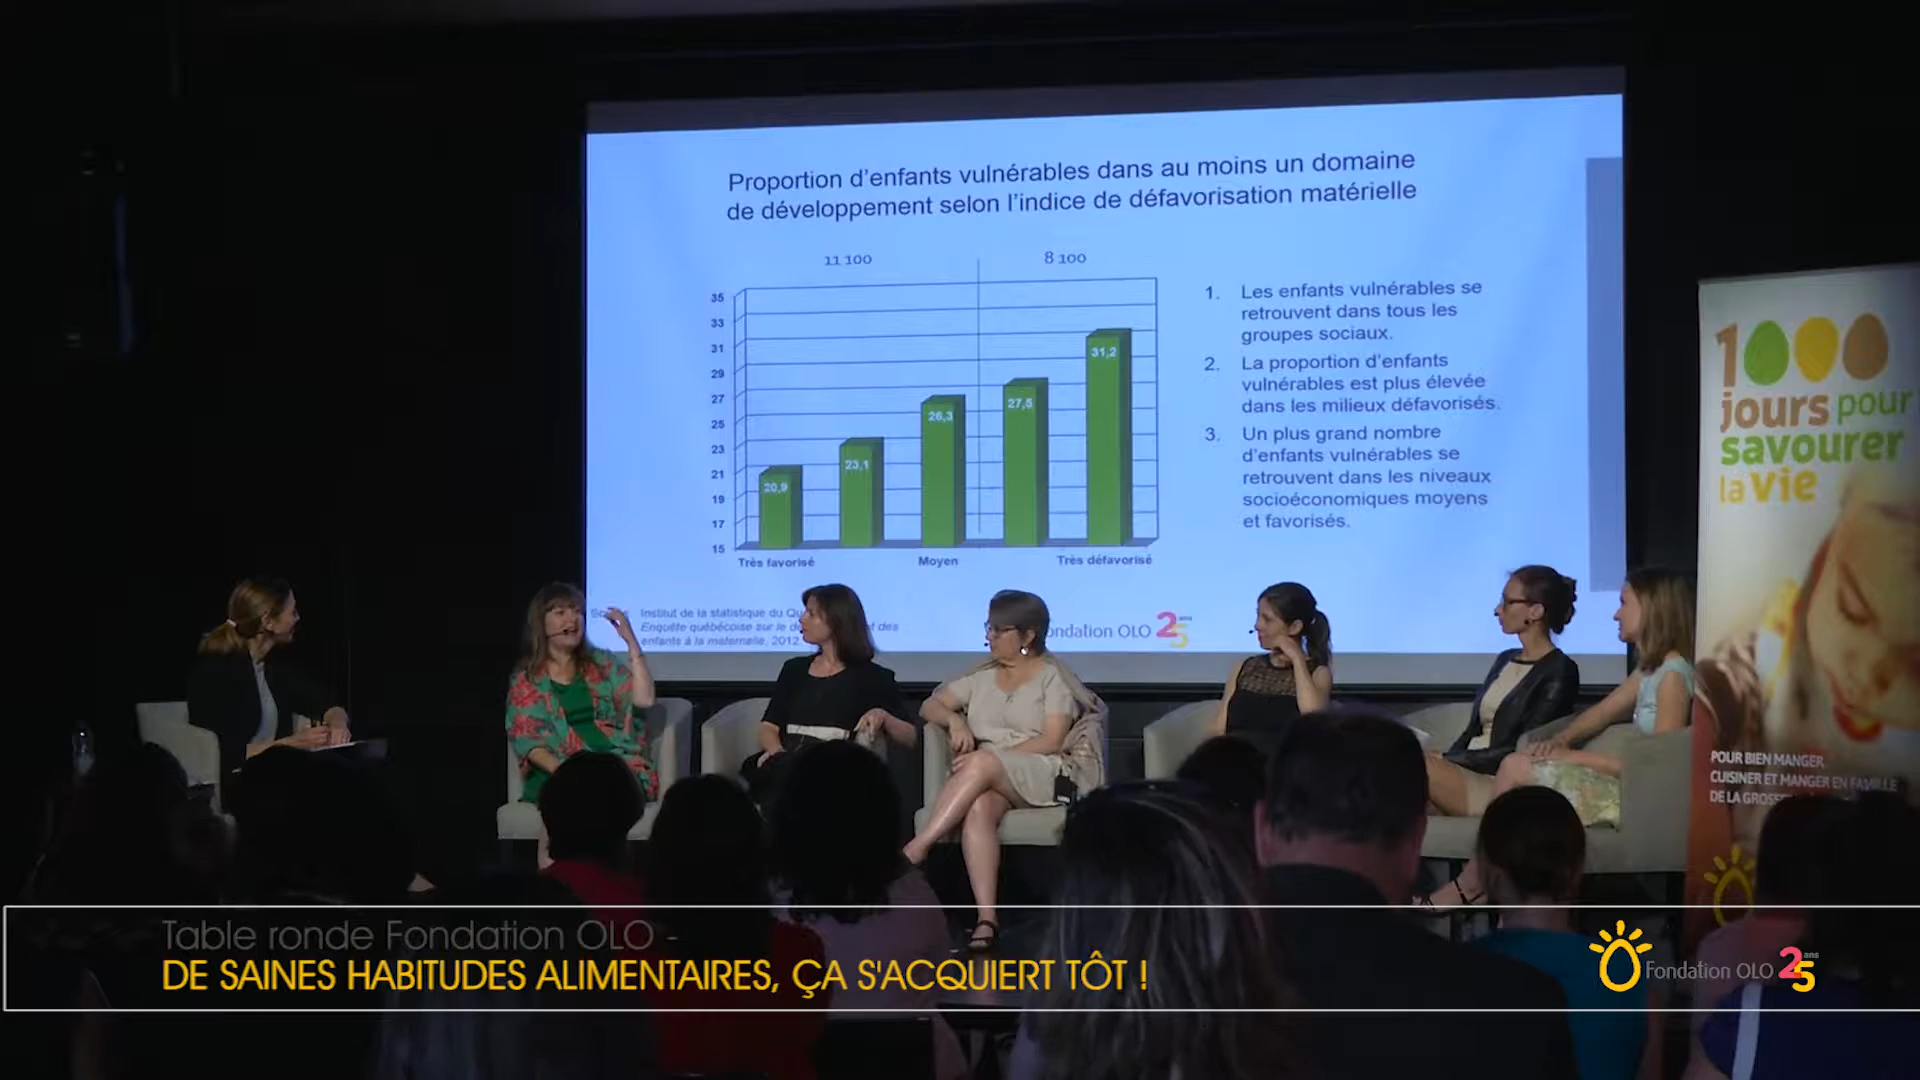 Proportion d'enfants vulnérables dans au moins un domaine
de développement selon l'indice de défavorisation matérielle
11 100
8 100
35
33
31
29
27
25
23
21
19
17
15
20,9
23,1
26,3
27,5
31,2
Très favorisé
Moyen
Très défavorisé
1. Les enfants vulnérables se
retrouvent dans tous les
groupes sociaux.
2. La proportion d'enfants
vulnérables est plus élevée
dans les milieux défavorisés.
3. Un plus grand nombre
d'enfants vulnérables se
retrouvent dans les niveaux
socioéconomiques moyens
et favorisés.
Institut de la statistique du
Enquête québécoise sur le des
enfants à la maternelle, 2012
OLO 25 ans
1000
jours pour
savourer
la vie
POUR BIEN MANGER,
CUISINER ET MANGER EN FAMILLE
DE LA
Table ronde Fondation OLO -
DE SAINES HABITUDES ALIMENTAIRES, ÇA S'ACQUIERT TÔT !
Fondation OLO 25 ans